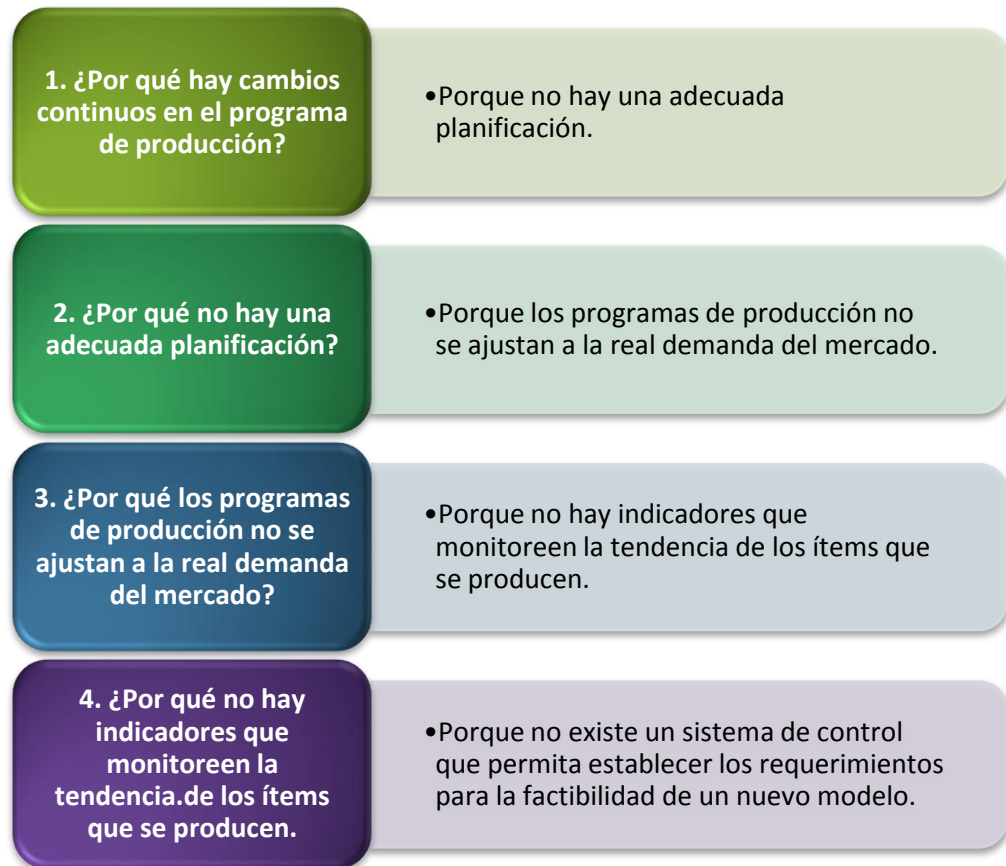 1. ¿Por qué hay cambios
continuos en el programa
de producción?
•Porque no hay una adecuada
planificación.
2. ¿Por qué no hay una
adecuada planificación?
•Porque los programas de producción no
se ajustan a la real demanda del mercado.
3. ¿Por qué los programas
de producción no se
ajustan a la real demanda
del mercado?
•Porque no hay indicadores que
monitoreen la tendencia de los ítems que
se producen.
4. ¿Por qué no hay
indicadores que
monitoreen la
tendencia.de los ítems
que se producen.
•Porque no existe un sistema de control
que permita establecer los requerimientos
para la factibilidad de un nuevo modelo.